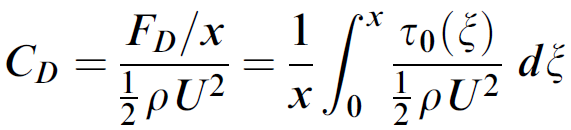 C_D = \frac{F_D/x}{\frac{1}{2}\rho U^2} = \frac{1}{x} \int_0^x \frac{\tau_0(\xi)}{\frac{1}{2}\rho U^2} \, d\xi